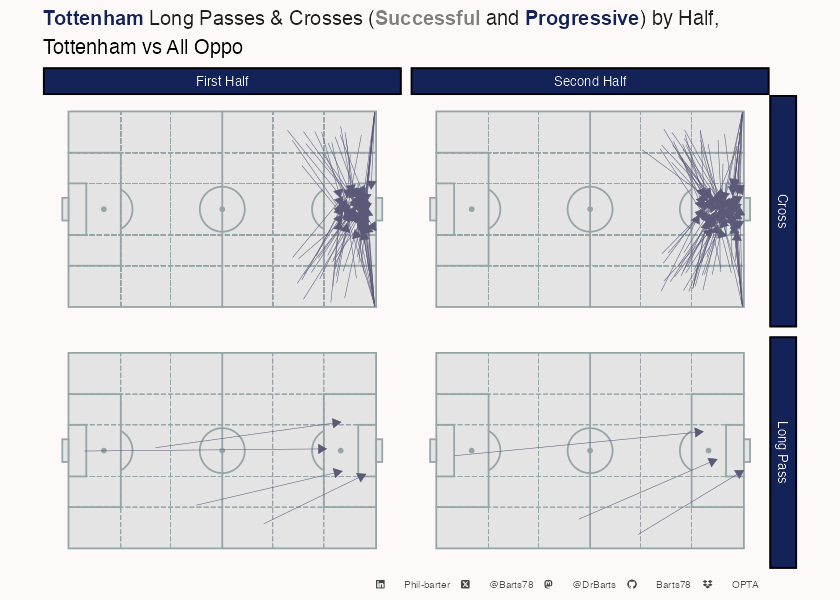 Tottenham Long Passes & Crosses (Successful and Progressive) by Half,
Tottenham vs All Oppo
First Half
Second Half
Cross
Long Pass
Phil-barter @Barts78 @DrBarts Barts78 OPTA